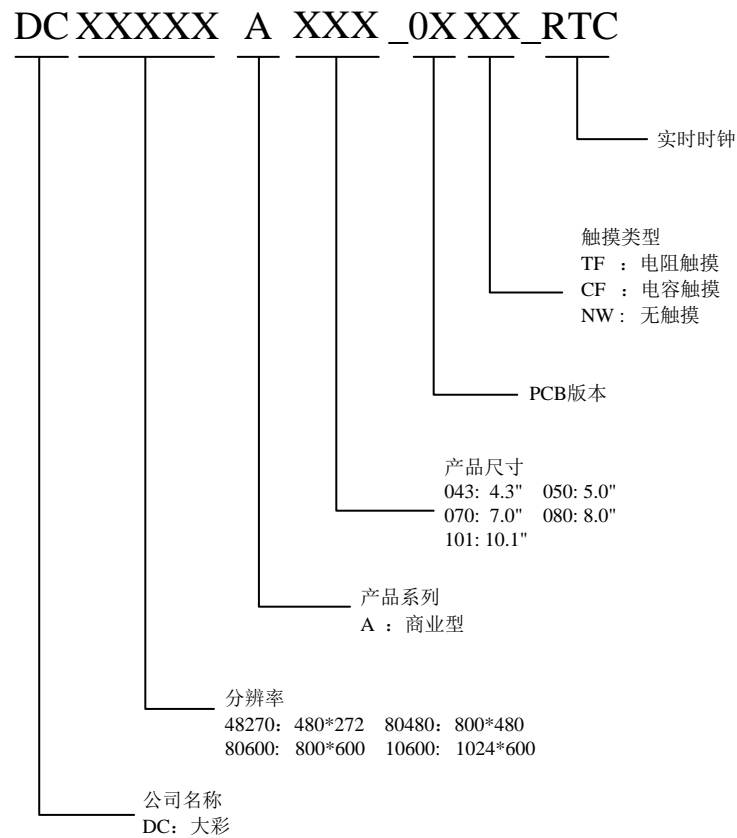 DC XXXXX A XXX _0X XX_RTC
实时时钟
触摸类型
TF ：电阻触摸
CF ：电容触摸
NW： 无触摸
PCB版本
产品尺寸
043: 4.3" 050: 5.0"
070: 7.0" 080: 8.0"
101: 10.1"
产品系列
A ：商业型
分辨率
48270： 480*272 80480： 800*480
80600: 800*600 10600: 1024*600
公司名称
DC：大彩